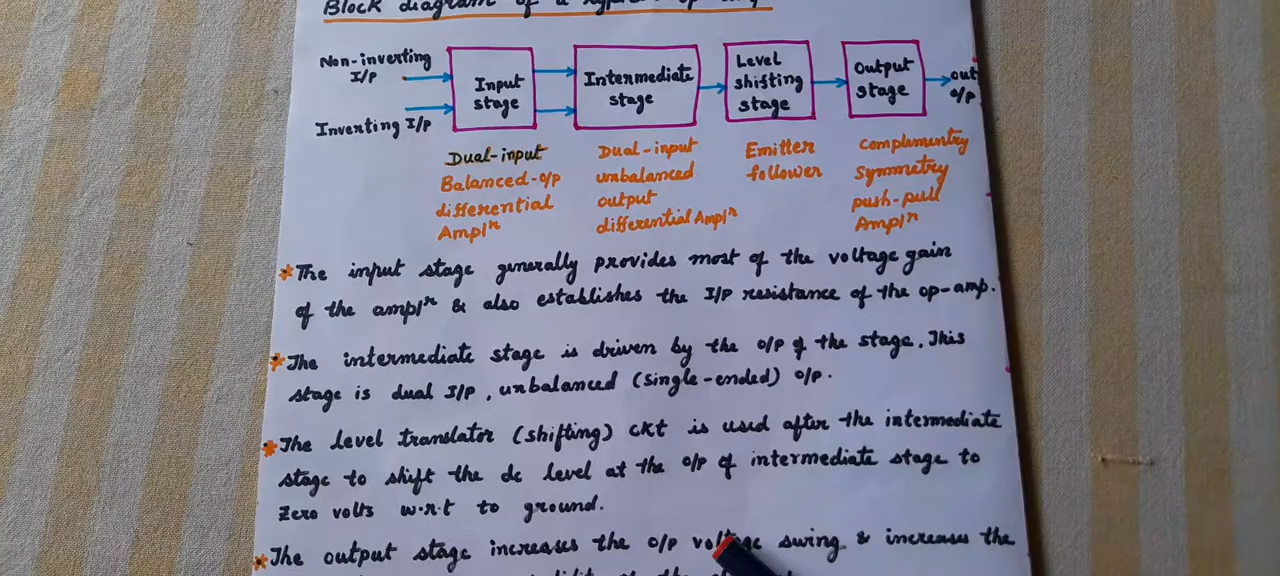 Block diagram of a
Non-inverting
I/P
Inverting I/P
Input
stage
Intermediate
stage
Level
shifting
stage
Output
stage
out
o/p
Dual-input
Balanced-o/p
differential
Ampl^n
Dual-input
unbalanced
output
differential Ampl^n
Emitter
follower
Complementry
Symmetry
push-pull
Ampl^n
*The input stage generally provides most of the voltage gain
of the ampl^n & also establishes the I/P resistance of the op-amp.
*The intermediate stage is driven by the o/p of the stage. This
stage is dual I/P, unbalanced (single-ended) o/p.
*The level translator (shifting) ckt is used after the intermediate
stage to shift the dc level at the o/p of intermediate stage to
Zero volts w.r.t to ground.
*The output stage increases the o/p voltage swing & increases the